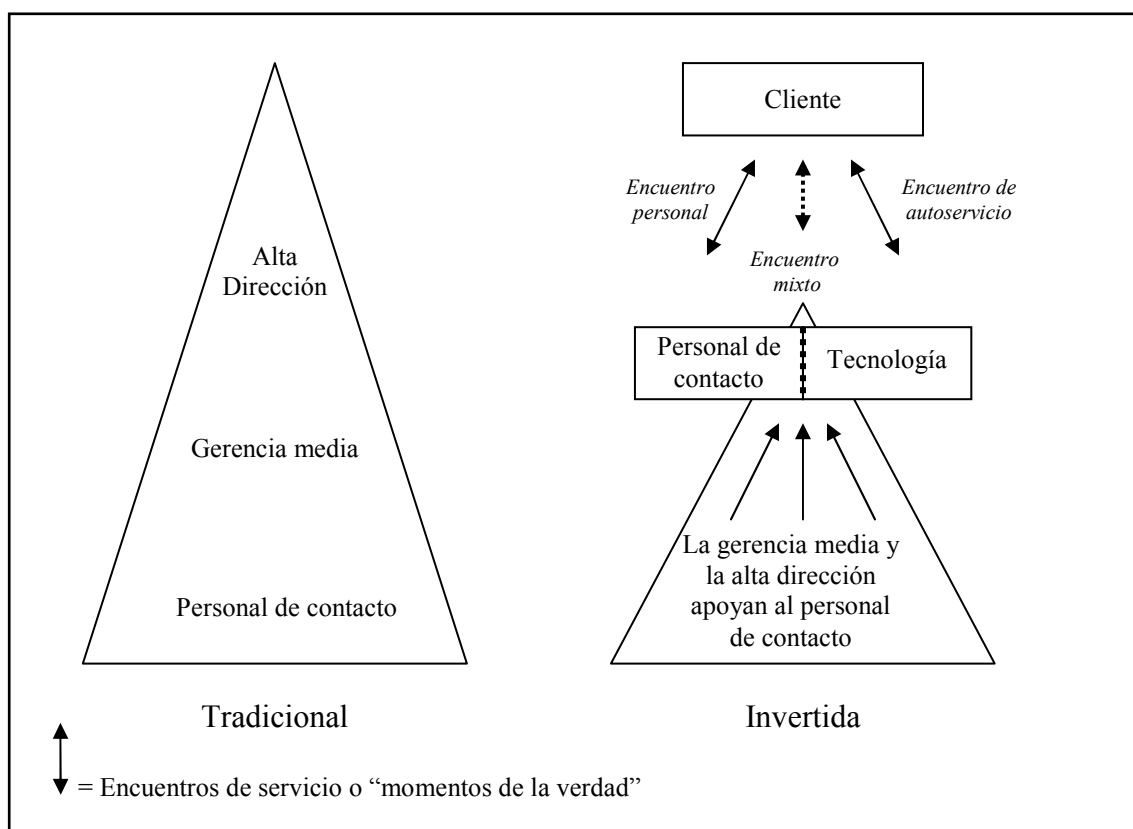 Alta
Dirección
Gerencia media
Personal de contacto
Tradicional
Cliente
Encuentro
personal
Encuentro de
autoservicio
Encuentro
mixto
Personal de
contacto
Tecnología
La gerencia media y
la alta dirección
apoyan al personal
de contacto
Invertida
= Encuentros de servicio o “momentos de la verdad”